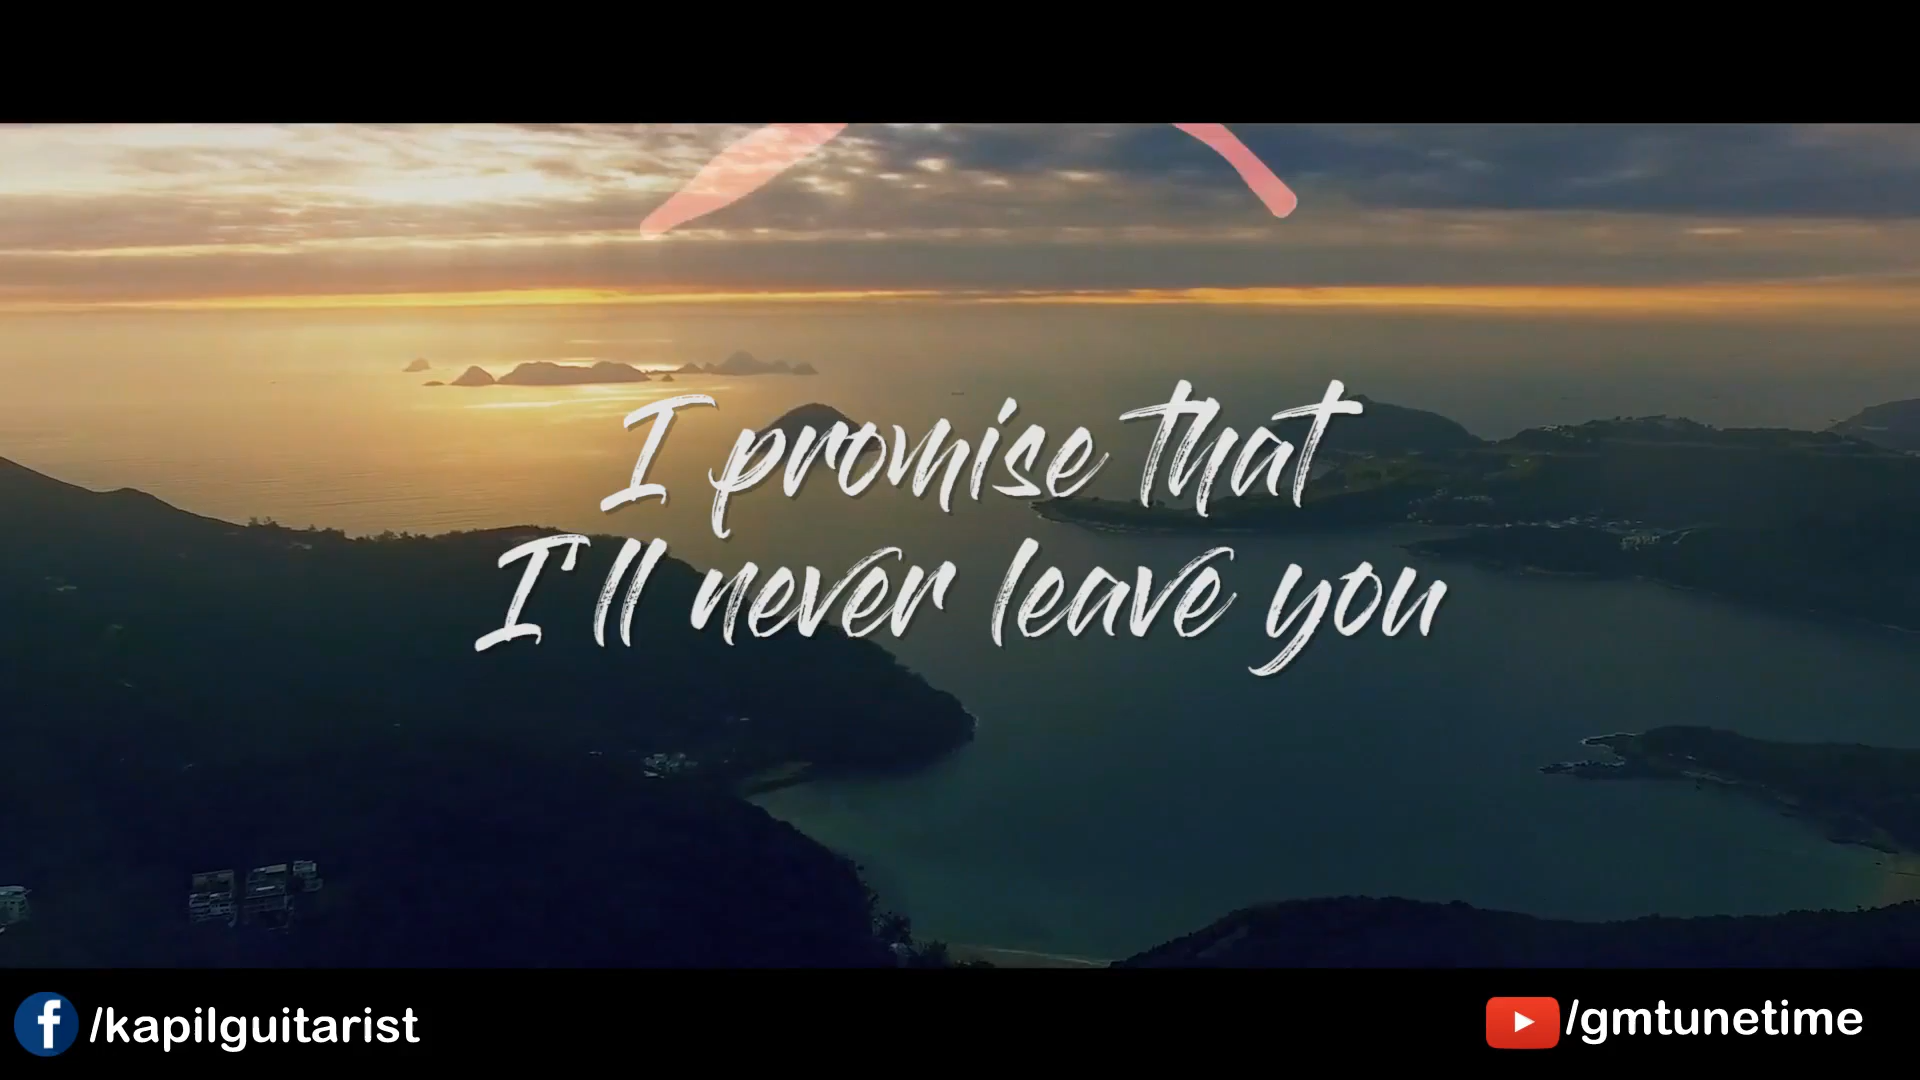 I promise that
I'll never leave you
/kapilguitarist
/gmtunetime